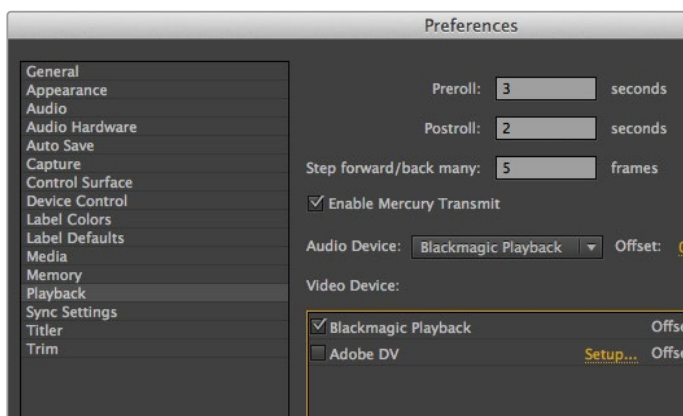 Preferences
General
Appearance
Audio
Audio Hardware
Auto Save
Capture
Control Surface
Device Control
Label Colors
Label Defaults
Media
Memory
Playback
Sync Settings
Titler
Trim
Preroll: 3 seconds
Postroll: 2 seconds
Step forward/back many: 5 frames
Enable Mercury Transmit
Audio Device: Blackmagic Playback Offset:
Video Device:
Blackmagic Playback Offse
Adobe DV Setup... Offse